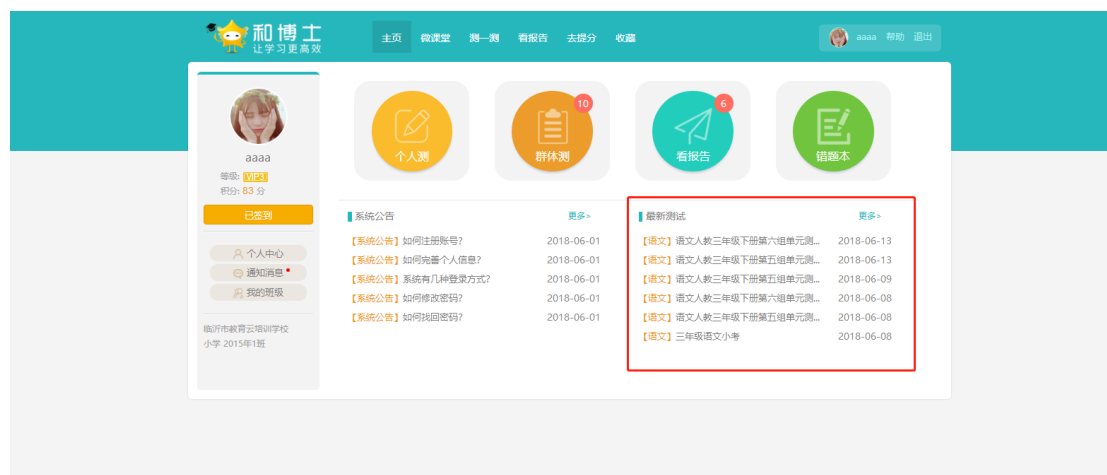 和博士
让学习更高效
主页 微课堂 测一测 看报告 去提分 收藏
aaaa 帮助 退出
aaaa
等级: VIP3
积分: 83 分
已签到
个人中心
通知消息
我的班级
临沂市教育云培训学校
小学 2015年1班
个人测
群体测 10
看报告 6
错题本
系统公告 更多>
【系统公告】如何注册账号? 2018-06-01
【系统公告】如何完善个人信息? 2018-06-01
【系统公告】系统有几种登录方式? 2018-06-01
【系统公告】如何修改密码? 2018-06-01
【系统公告】如何找回密码? 2018-06-01
最新测试 更多>
【语文】语文人教三年级下册第六组单元测... 2018-06-13
【语文】语文人教三年级下册第五组单元测... 2018-06-13
【语文】语文人教三年级下册第五组单元测... 2018-06-09
【语文】语文人教三年级下册第六组单元测... 2018-06-08
【语文】语文人教三年级下册第五组单元测... 2018-06-08
【语文】三年级语文小考 2018-06-08